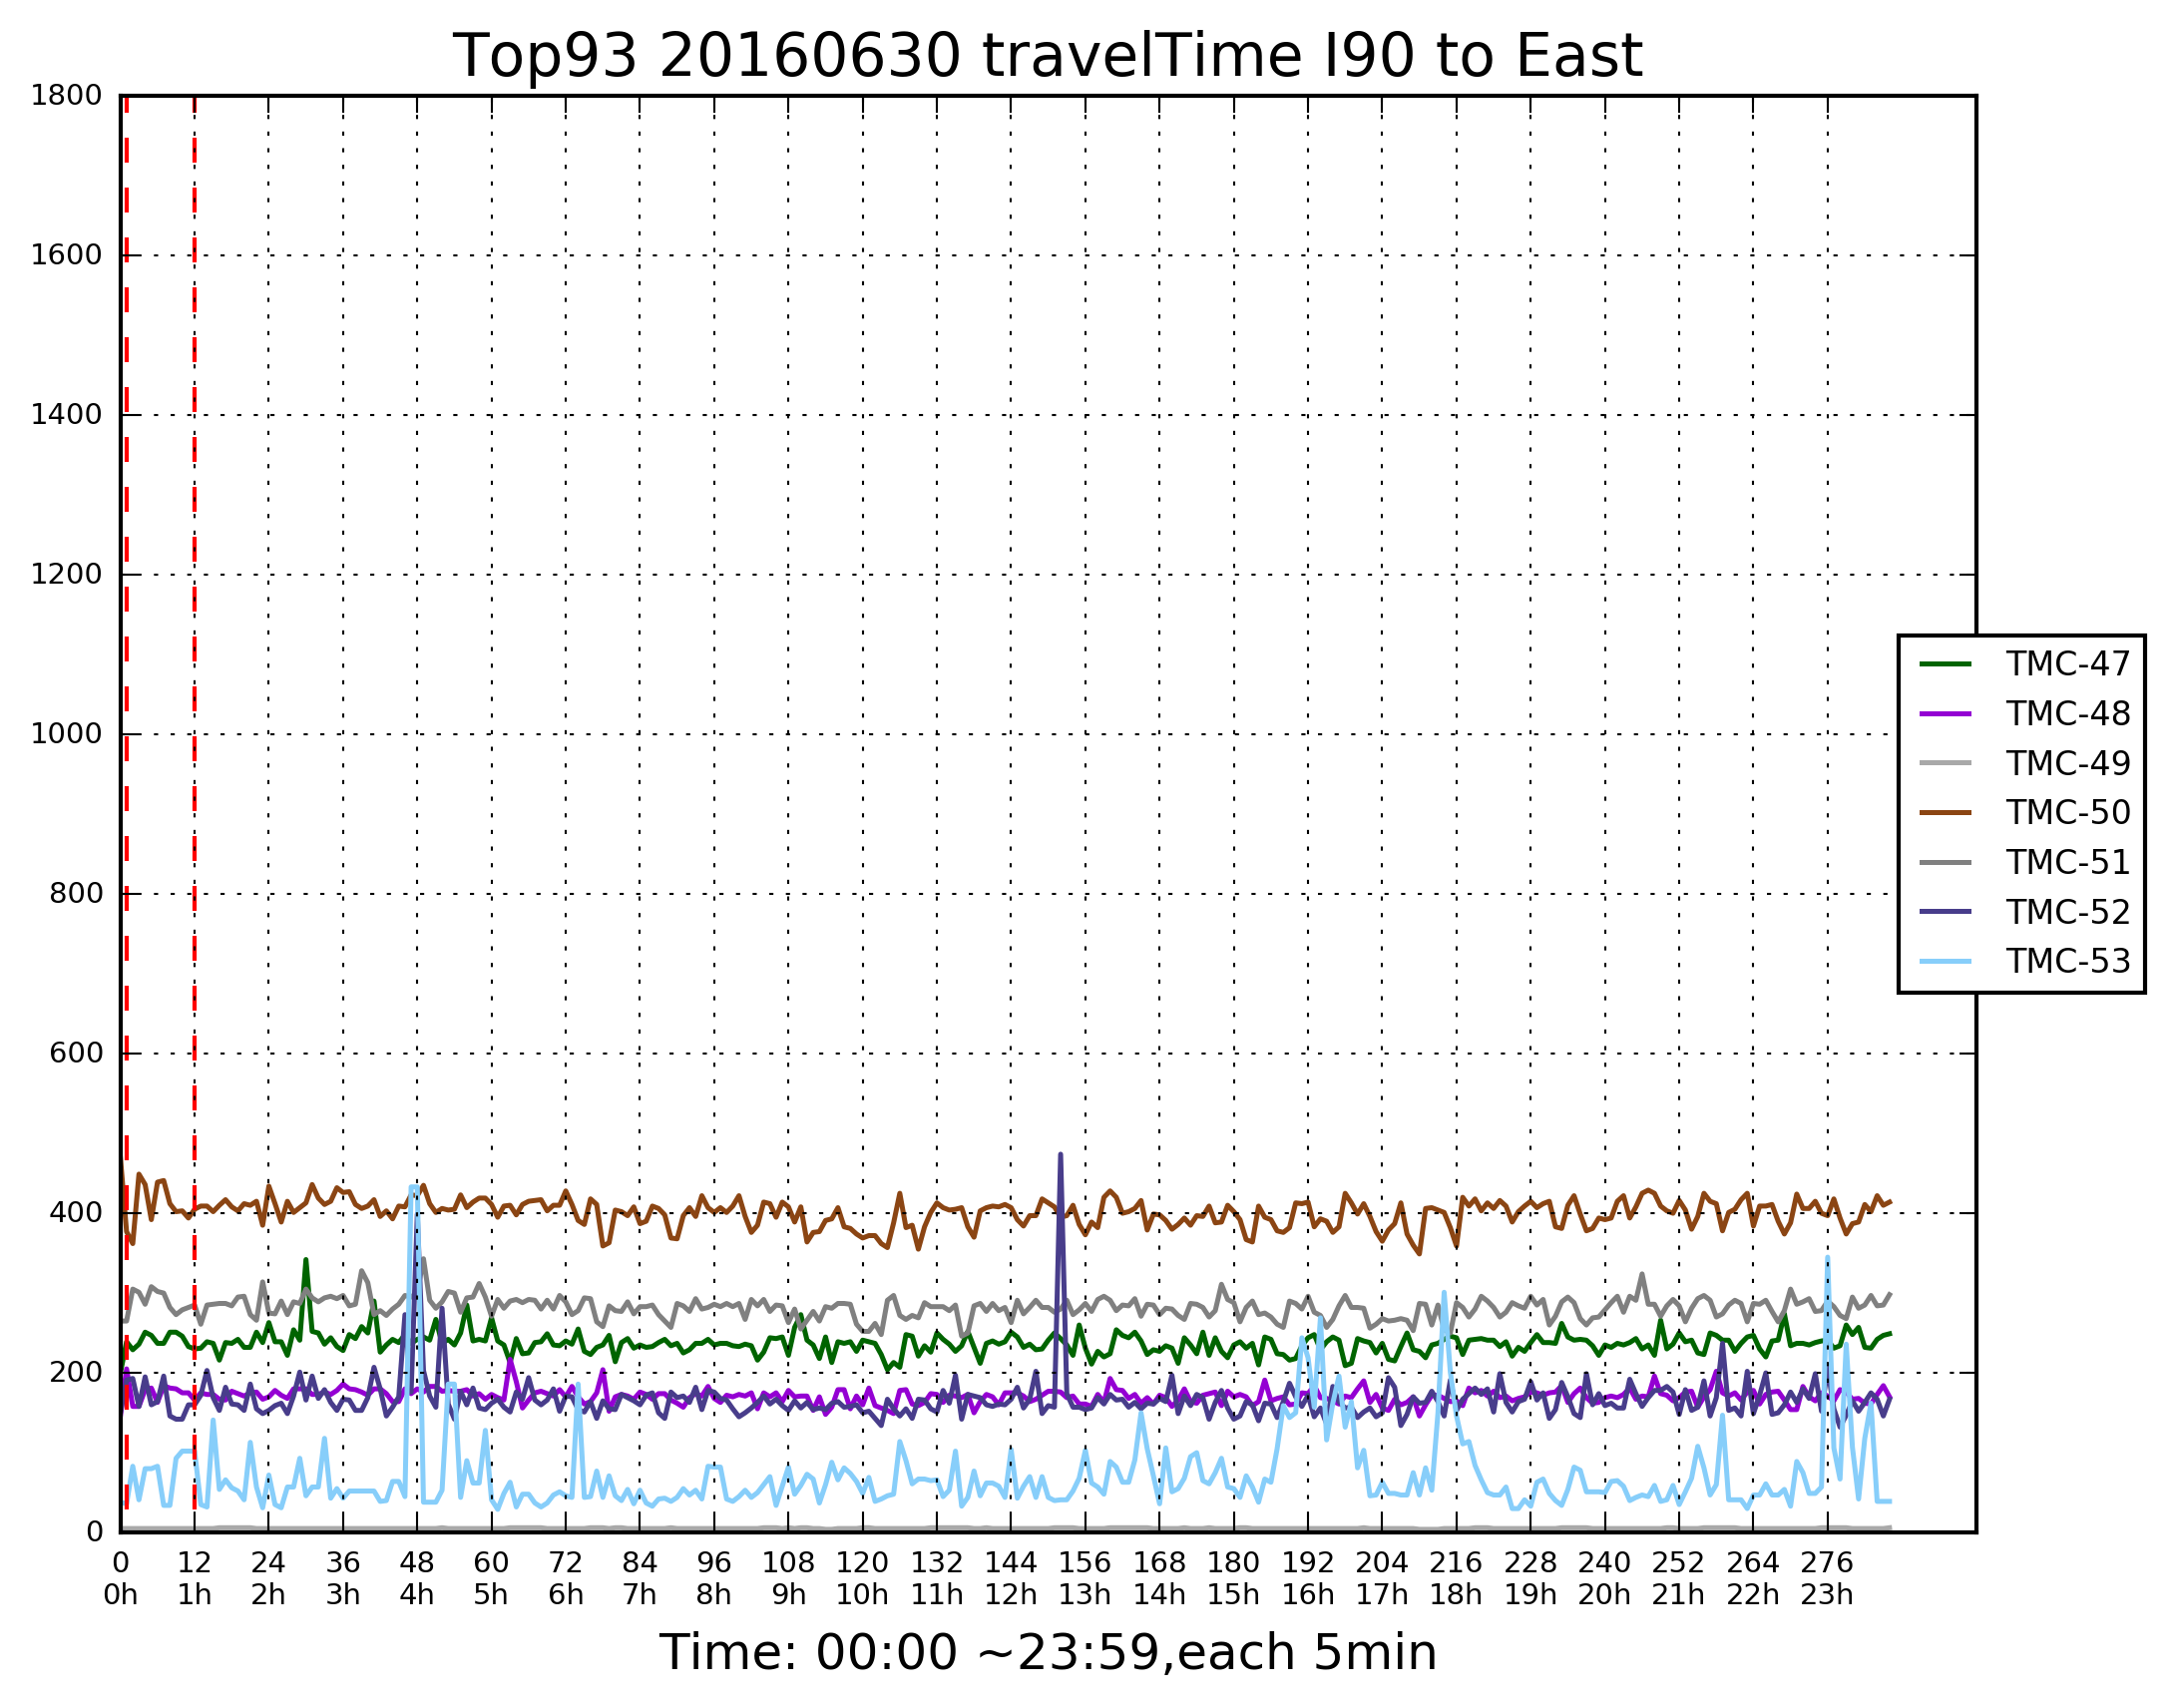 Top93 20160630 travelTime I90 to East
1800
1600
1400
1200
1000
800
600
400
200
0
TMC-47
TMC-48
TMC-49
TMC-50
TMC-51
TMC-52
TMC-53
0 12 24 36 48 60 72 84 96 108 120 132 144 156 168 180 192 204 216 228 240 252 264 276
0h 1h 2h 3h 4h 5h 6h 7h 8h 9h 10h 11h 12h 13h 14h 15h 16h 17h 18h 19h 20h 21h 22h 23h
Time: 00:00 ~23:59,each 5min